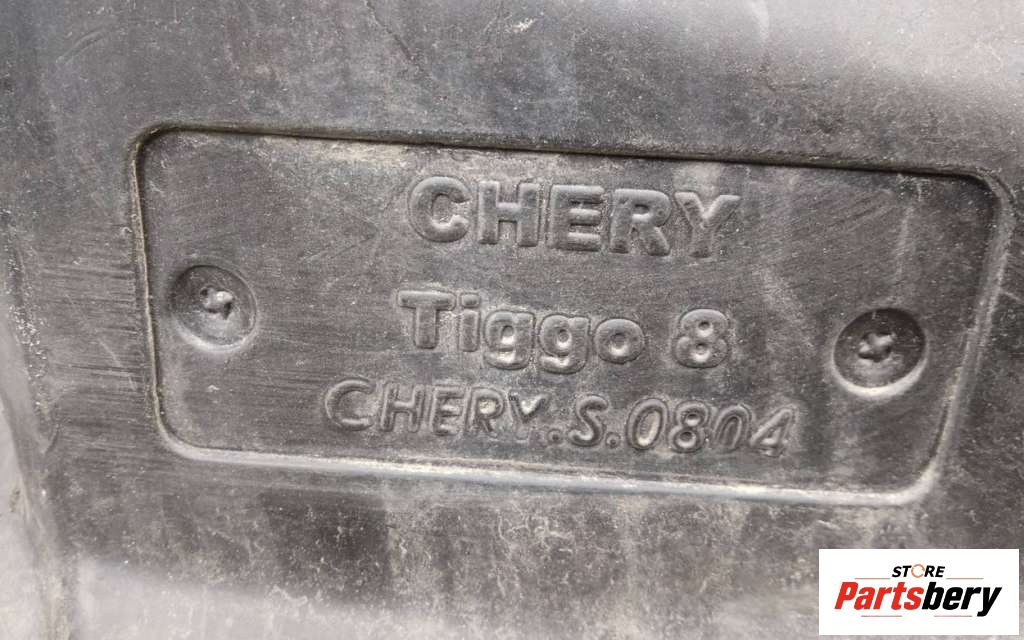 CHERY
Tiggo 8
CHERY.S.0804
STORE
Partsbery